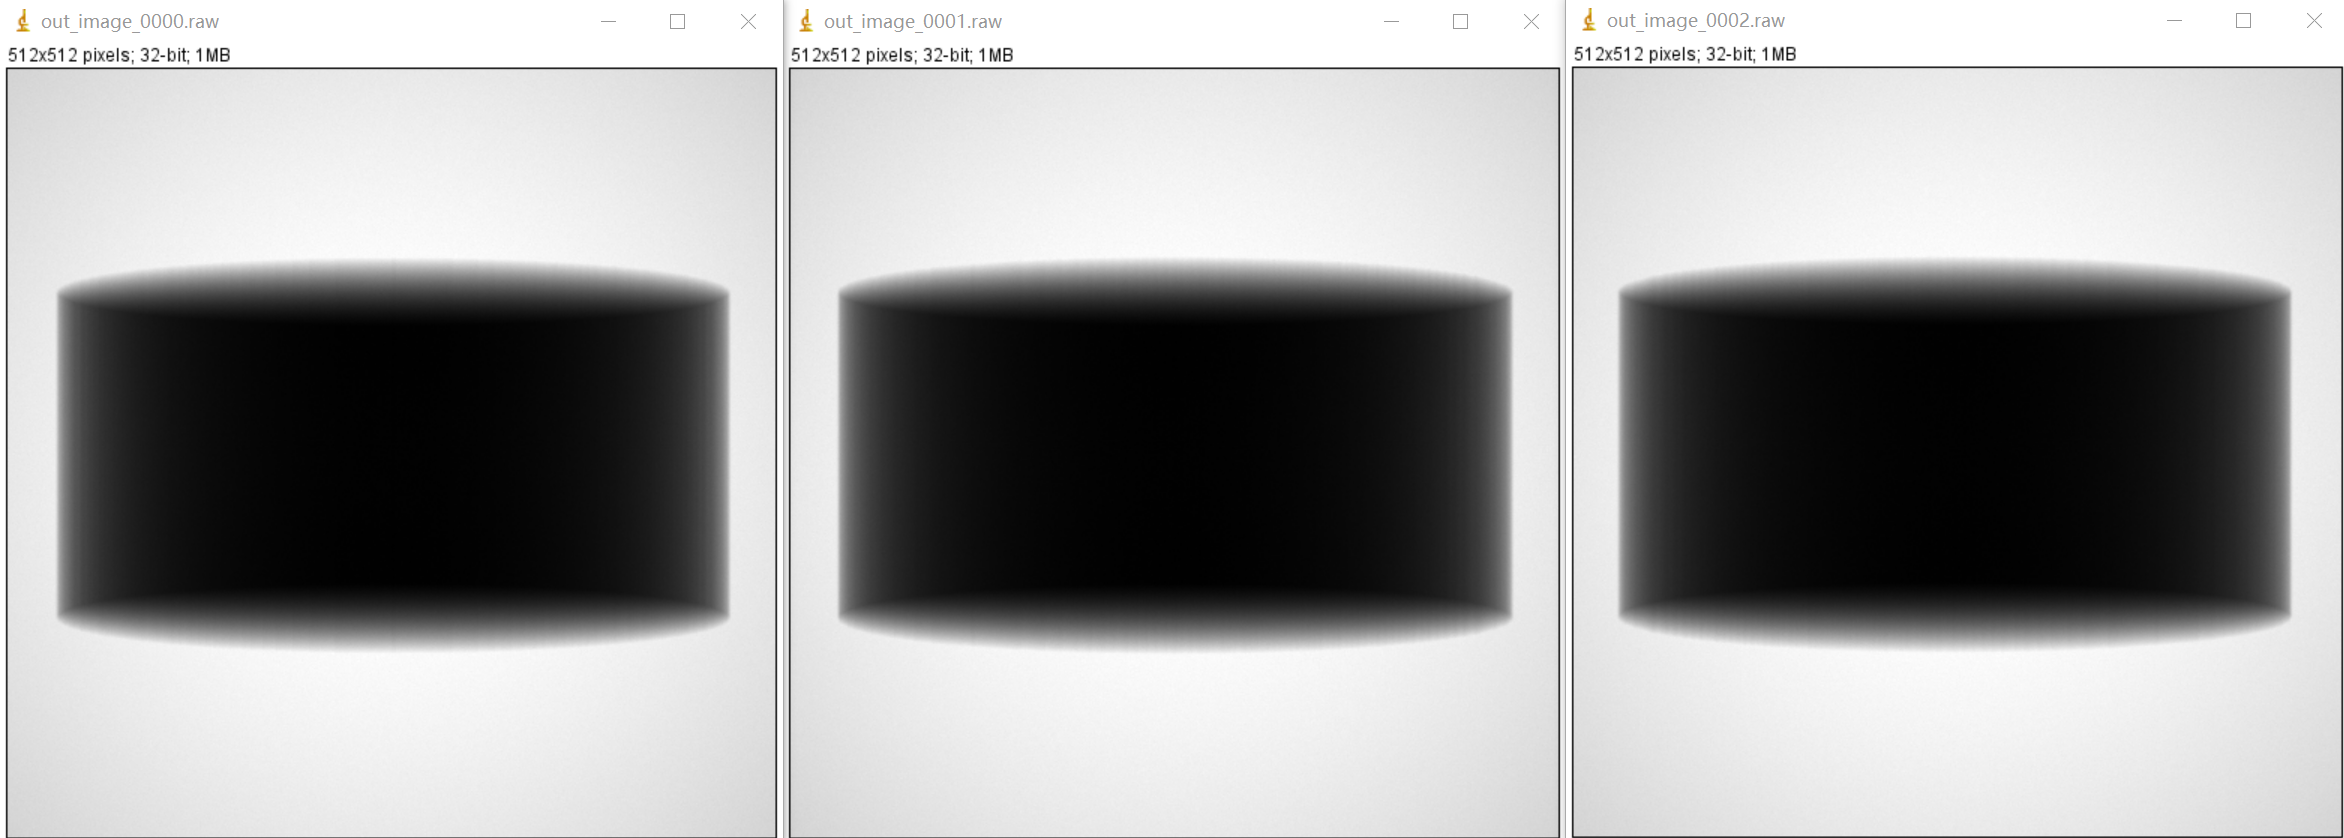 out_image_0000.raw
512x512 pixels; 32-bit; 1MB
out_image_0001.raw
512x512 pixels; 32-bit; 1MB
out_image_0002.raw
512x512 pixels; 32-bit; 1MB